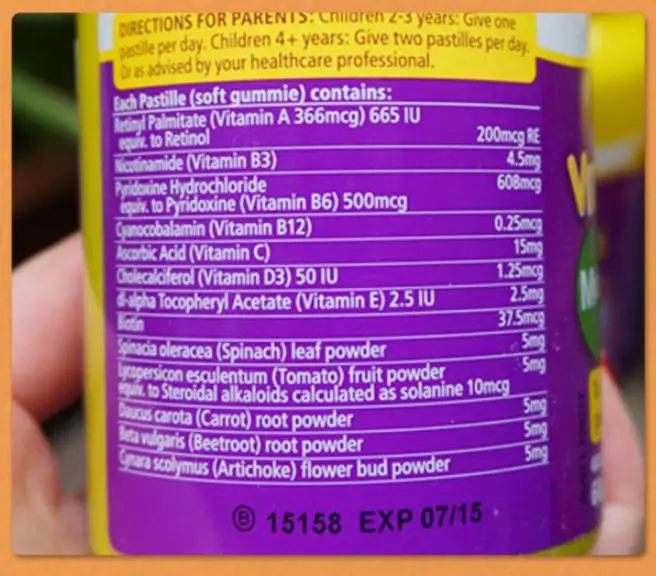 DIRECTIONS FOR PARENTS: Children 2-3 years: Give one
pastille per day. Children 4+ years: Give two pastilles per day.
Or as advised by your healthcare professional.
Each Pastille (soft gummie) contains:
Retinyl Palmitate (Vitamin A 366mcg) 665 IU
equiv. to Retinol 200mcg RE
Nicotinamide (Vitamin B3) 4.5mg
Pyridoxine Hydrochloride 608mcg
equiv. to Pyridoxine (Vitamin B6) 500mcg
Cyanocobalamin (Vitamin B12) 0.25mcg
Ascorbic Acid (Vitamin C) 15mg
Cholecalciferol (Vitamin D3) 50 IU 1.25mcg
dl-alpha Tocopheryl Acetate (Vitamin E) 2.5 IU 2.5mg
Biotin 37.5mcg
Spinacia oleracea (Spinach) leaf powder 5mg
Lycopersicon esculentum (Tomato) fruit powder 5mg
equiv. to Steroidal alkaloids calculated as solanine 10mcg
Daucus carota (Carrot) root powder 5mg
Beta vulgaris (Beetroot) root powder 5mg
Cynara scolymus (Artichoke) flower bud powder 5mg
Ⓑ 15158 EXP 07/15